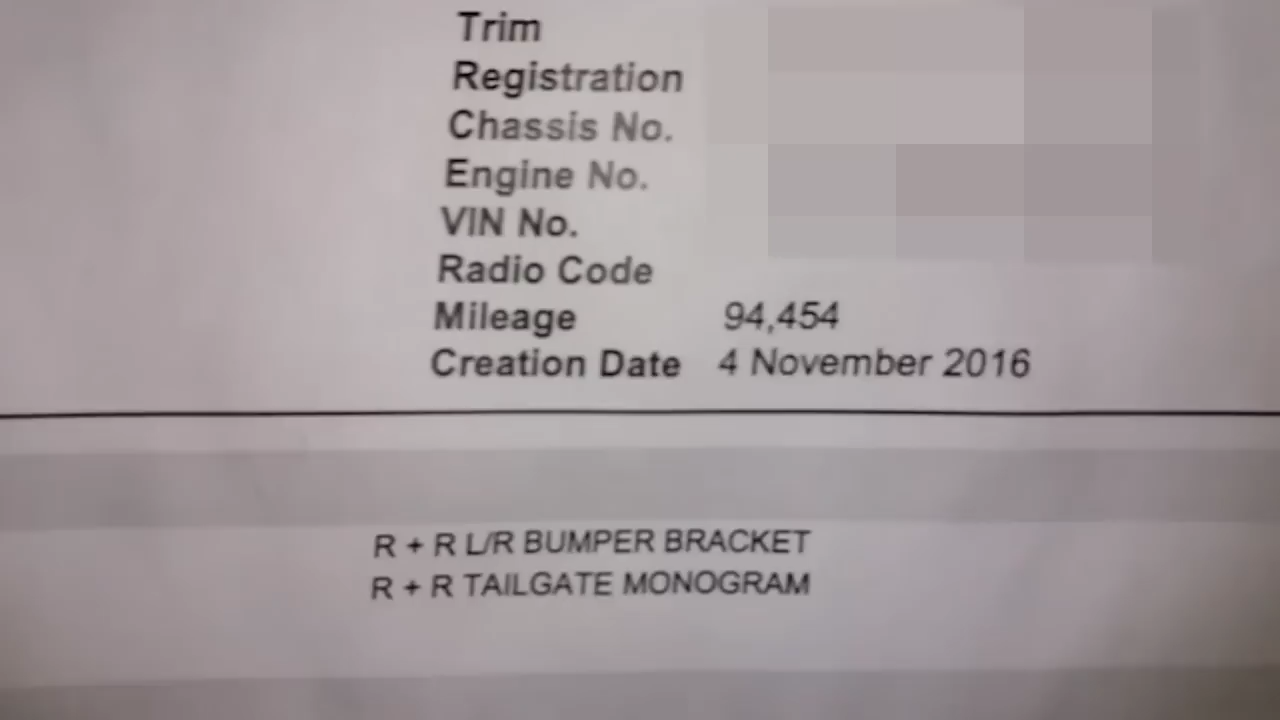 Trim
Registration
Chassis No.
Engine No.
VIN No.
Radio Code
Mileage 94,454
Creation Date 4 November 2016
R + R L/R BUMPER BRACKET
R + R TAILGATE MONOGRAM